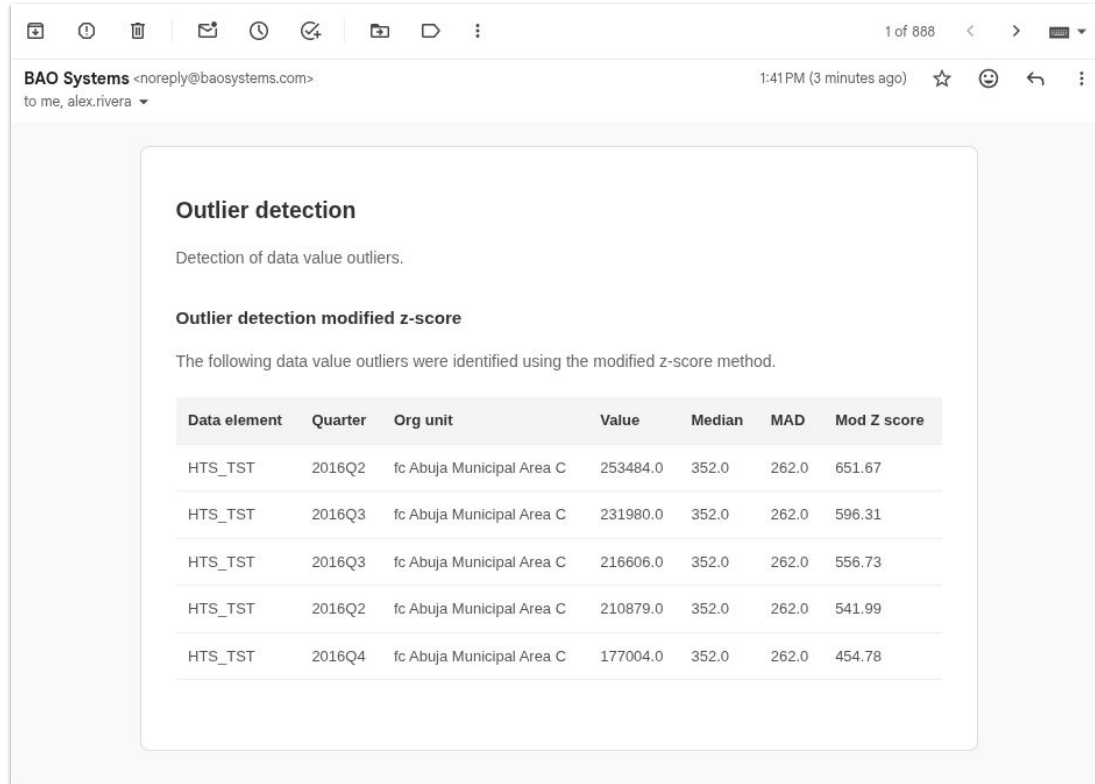 1 of 888
BAO Systems <noreply@baosystems.com> 1:41 PM (3 minutes ago)
to me, alex.rivera
Outlier detection
Detection of data value outliers.
Outlier detection modified z-score
The following data value outliers were identified using the modified z-score method.
Data element Quarter Org unit Value Median MAD Mod Z score
HTS_TST 2016Q2 fc Abuja Municipal Area C 253484.0 352.0 262.0 651.67
HTS_TST 2016Q3 fc Abuja Municipal Area C 231980.0 352.0 262.0 596.31
HTS_TST 2016Q3 fc Abuja Municipal Area C 216606.0 352.0 262.0 556.73
HTS_TST 2016Q2 fc Abuja Municipal Area C 210879.0 352.0 262.0 541.99
HTS_TST 2016Q4 fc Abuja Municipal Area C 177004.0 352.0 262.0 454.78